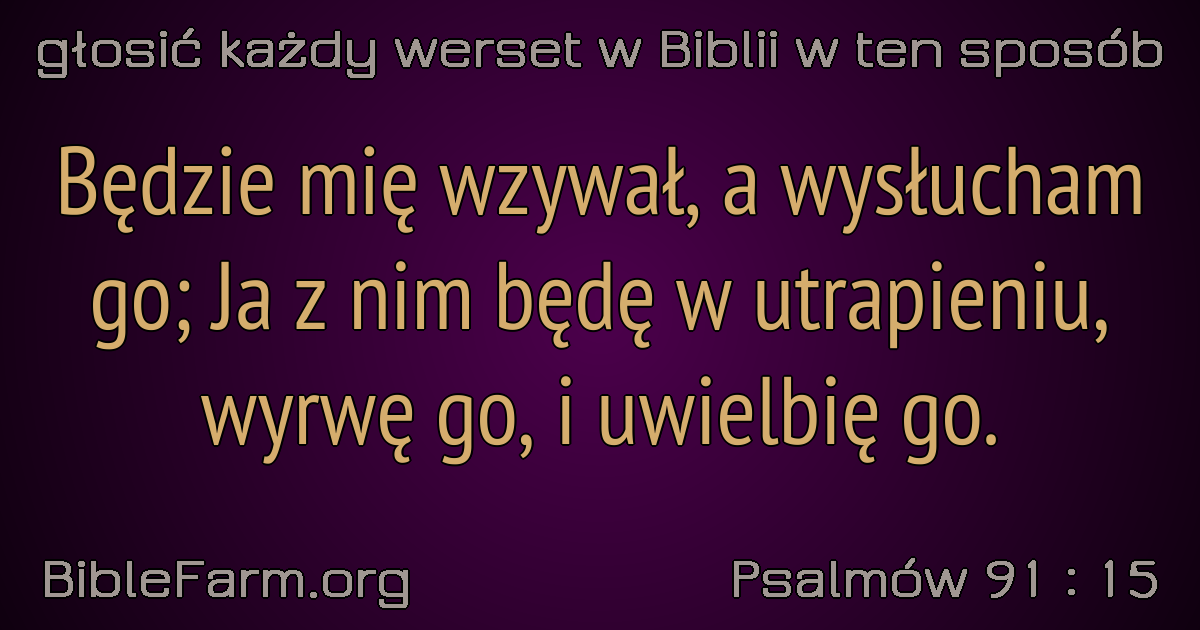 głosić każdy werset w Biblii w ten sposób
Będzie mię wzywał, a wysłucham
go; Ja z nim będę w utrapieniu,
wyrwę go, i uwielbię go.
BibleFarm.org
Psalmów 91 : 15